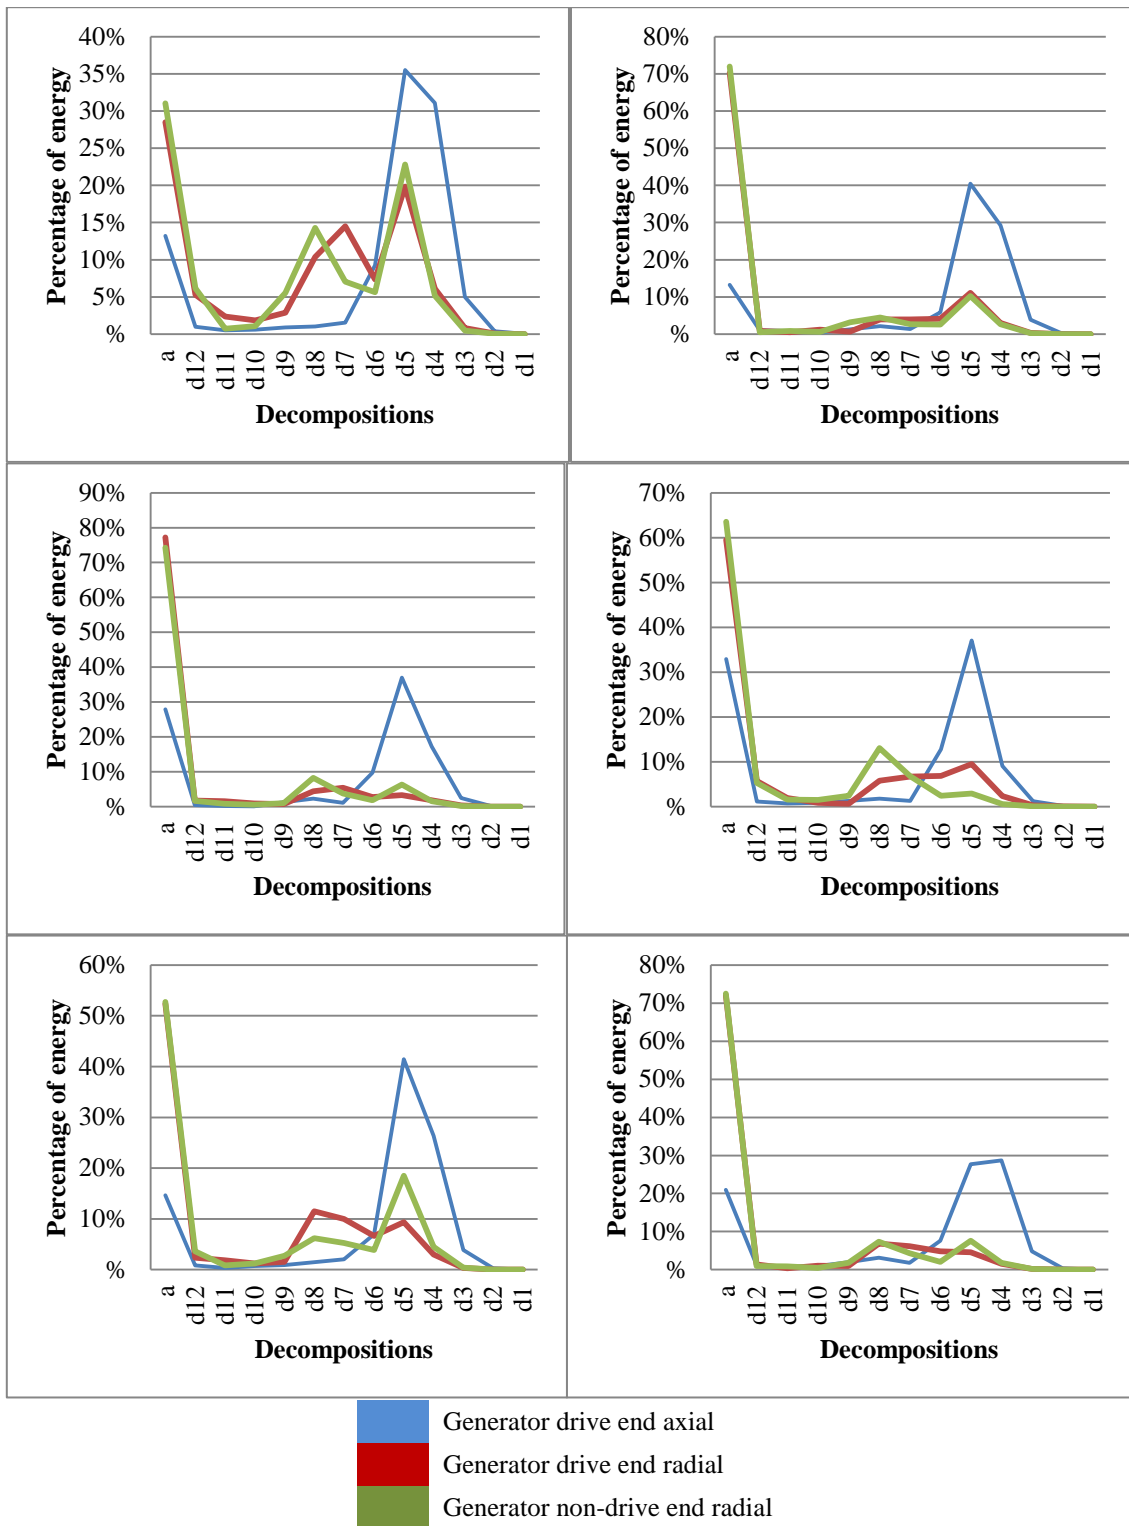 40%
35%
30%
25%
20%
15%
10%
5%
%
Percentage of energy
a d12 d11 d10 d9 d8 d7 d6 d5 d4 d3 d2 d1
Decompositions
80%
70%
60%
50%
40%
30%
20%
10%
%
Percentage of energy
a d12 d11 d10 d9 d8 d7 d6 d5 d4 d3 d2 d1
Decompositions
90%
80%
70%
60%
50%
40%
30%
20%
10%
%
Percentage of energy
a d12 d11 d10 d9 d8 d7 d6 d5 d4 d3 d2 d1
Decompositions
70%
60%
50%
40%
30%
20%
10%
%
Percentage of energy
a d12 d11 d10 d9 d8 d7 d6 d5 d4 d3 d2 d1
Decompositions
60%
50%
40%
30%
20%
10%
%
Percentage of energy
a d12 d11 d10 d9 d8 d7 d6 d5 d4 d3 d2 d1
Decompositions
80%
70%
60%
50%
40%
30%
20%
10%
%
Percentage of energy
a d12 d11 d10 d9 d8 d7 d6 d5 d4 d3 d2 d1
Decompositions
Generator drive end axial
Generator drive end radial
Generator non-drive end radial